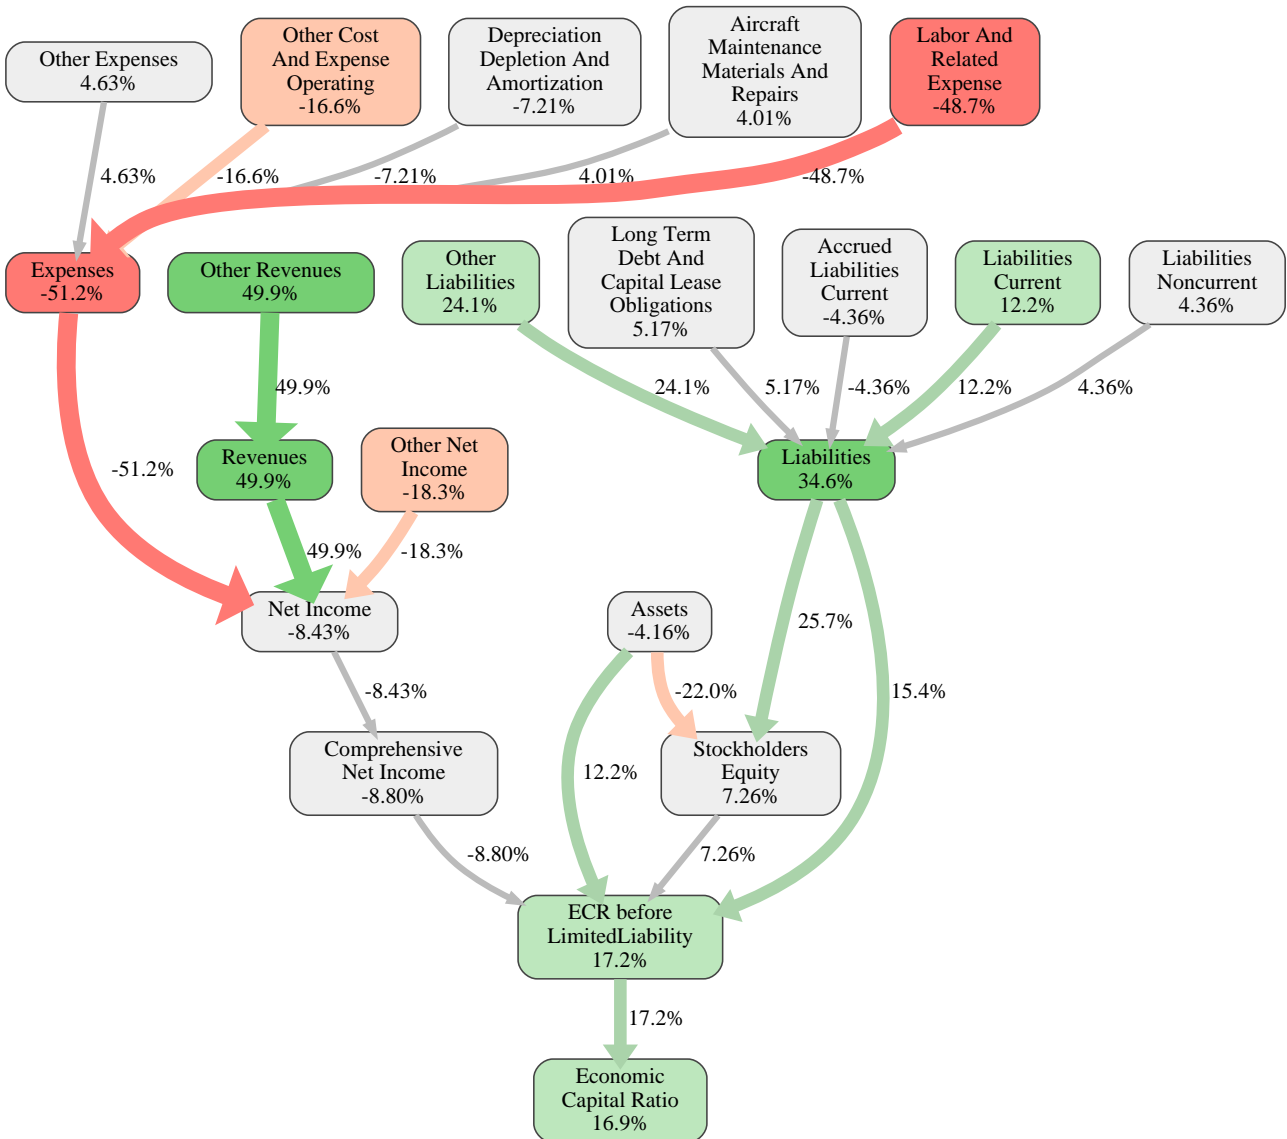 Other Expenses
4.63%
Other Cost
And Expense
Operating
-16.6%
Depreciation
Depletion And
Amortization
-7.21%
Aircraft
Maintenance
Materials And
Repairs
4.01%
Labor And
Related
Expense
-48.7%
4.63%
-16.6%
-7.21%
4.01%
-48.7%
Expenses
-51.2%
Other Revenues
49.9%
Other
Liabilities
24.1%
Long Term
Debt And
Capital Lease
Obligations
5.17%
Accrued
Liabilities
Current
-4.36%
Liabilities
Current
12.2%
Liabilities
Noncurrent
4.36%
49.9%
24.1%
5.17%
-4.36%
12.2%
4.36%
-51.2%
Revenues
49.9%
Other Net
Income
-18.3%
Liabilities
34.6%
49.9%
-18.3%
Net Income
-8.43%
Assets
-4.16%
25.7%
-8.43%
-22.0%
15.4%
Comprehensive
Net Income
-8.80%
12.2%
Stockholders
Equity
7.26%
-8.80%
7.26%
ECR before
LimitedLiability
17.2%
17.2%
Economic
Capital Ratio
16.9%